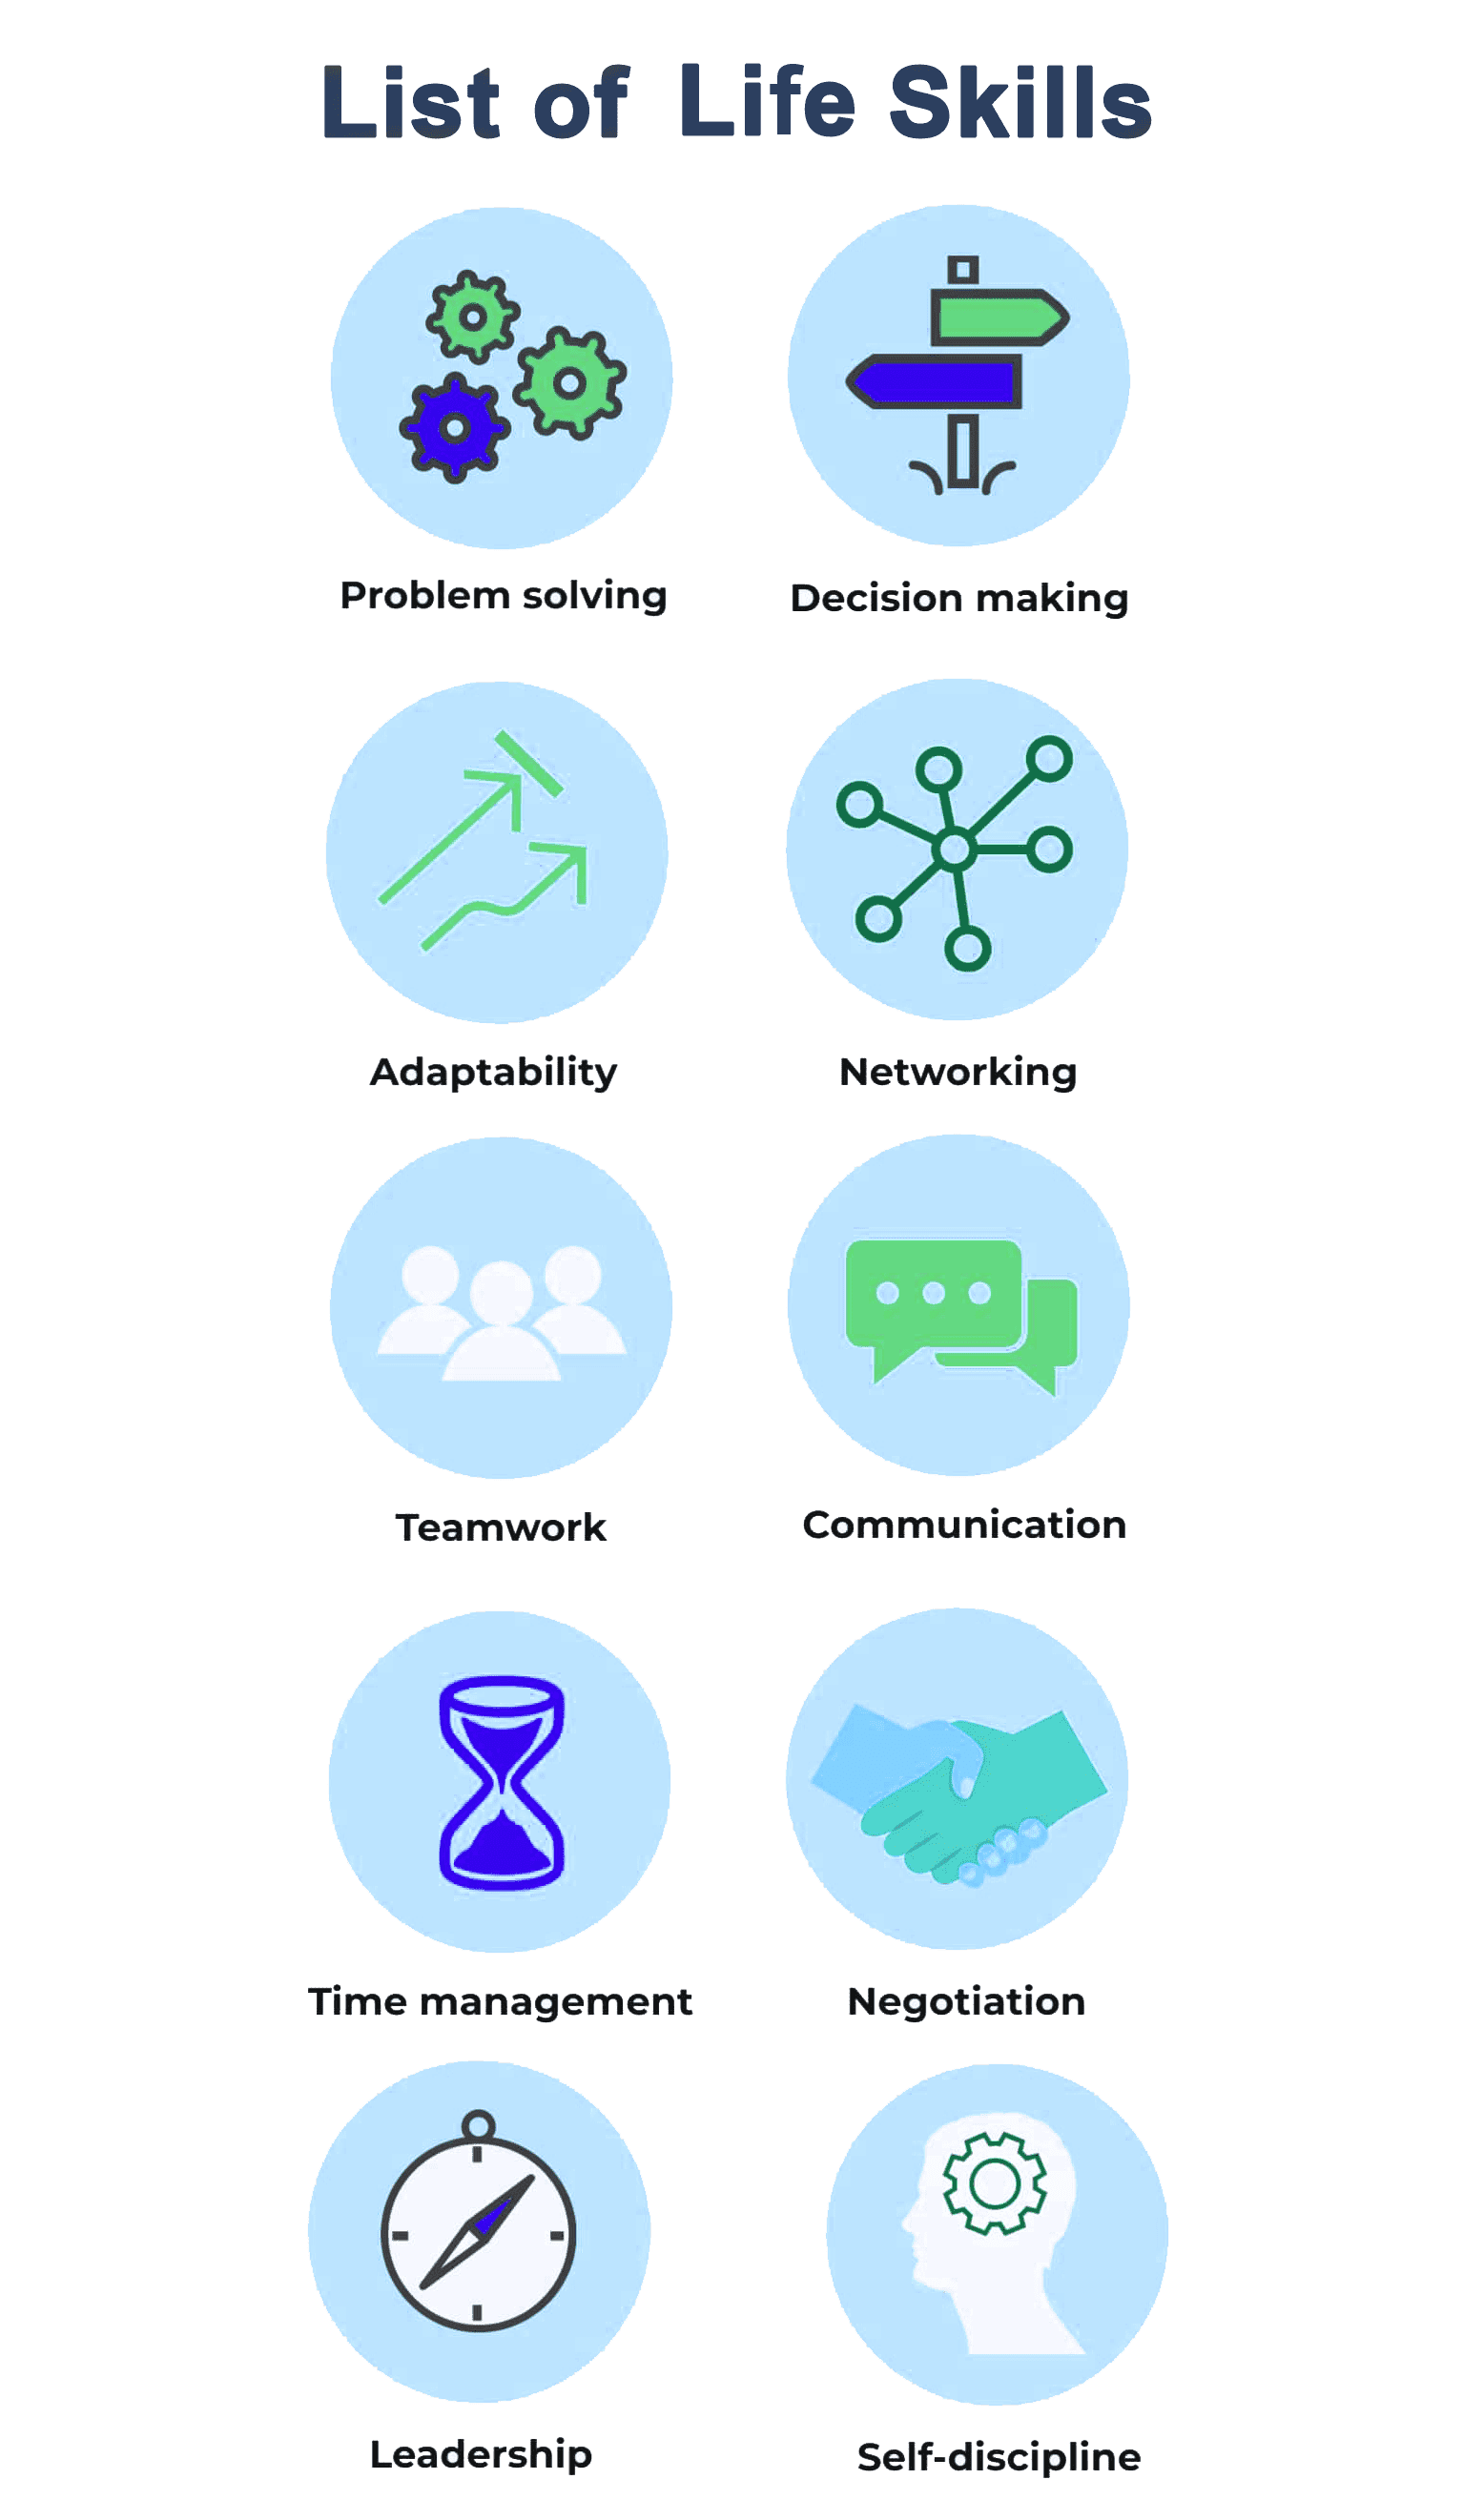 List of Life Skills
Problem solving
Decision making
Adaptability
Networking
Teamwork
Communication
Time management
Negotiation
Leadership
Self-discipline